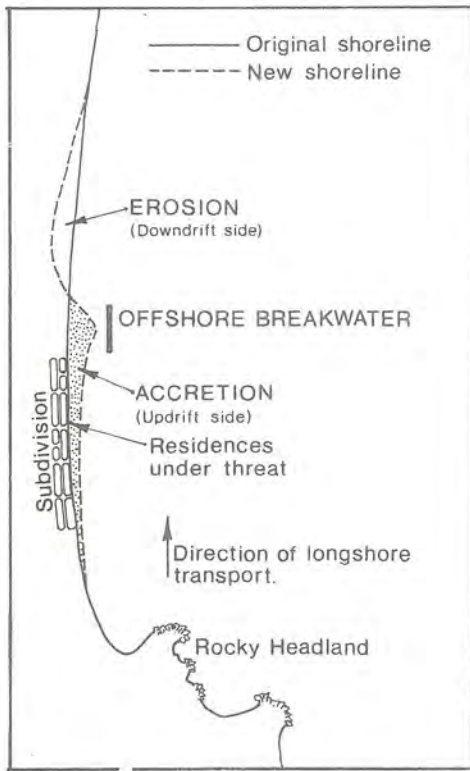 Original shoreline
New shoreline
EROSION
(Downdrift side)
OFFSHORE BREAKWATER
ACCRETION
(Updrift side)
Subdivision
Residences
under threat
Direction of longshore
transport.
Rocky Headland